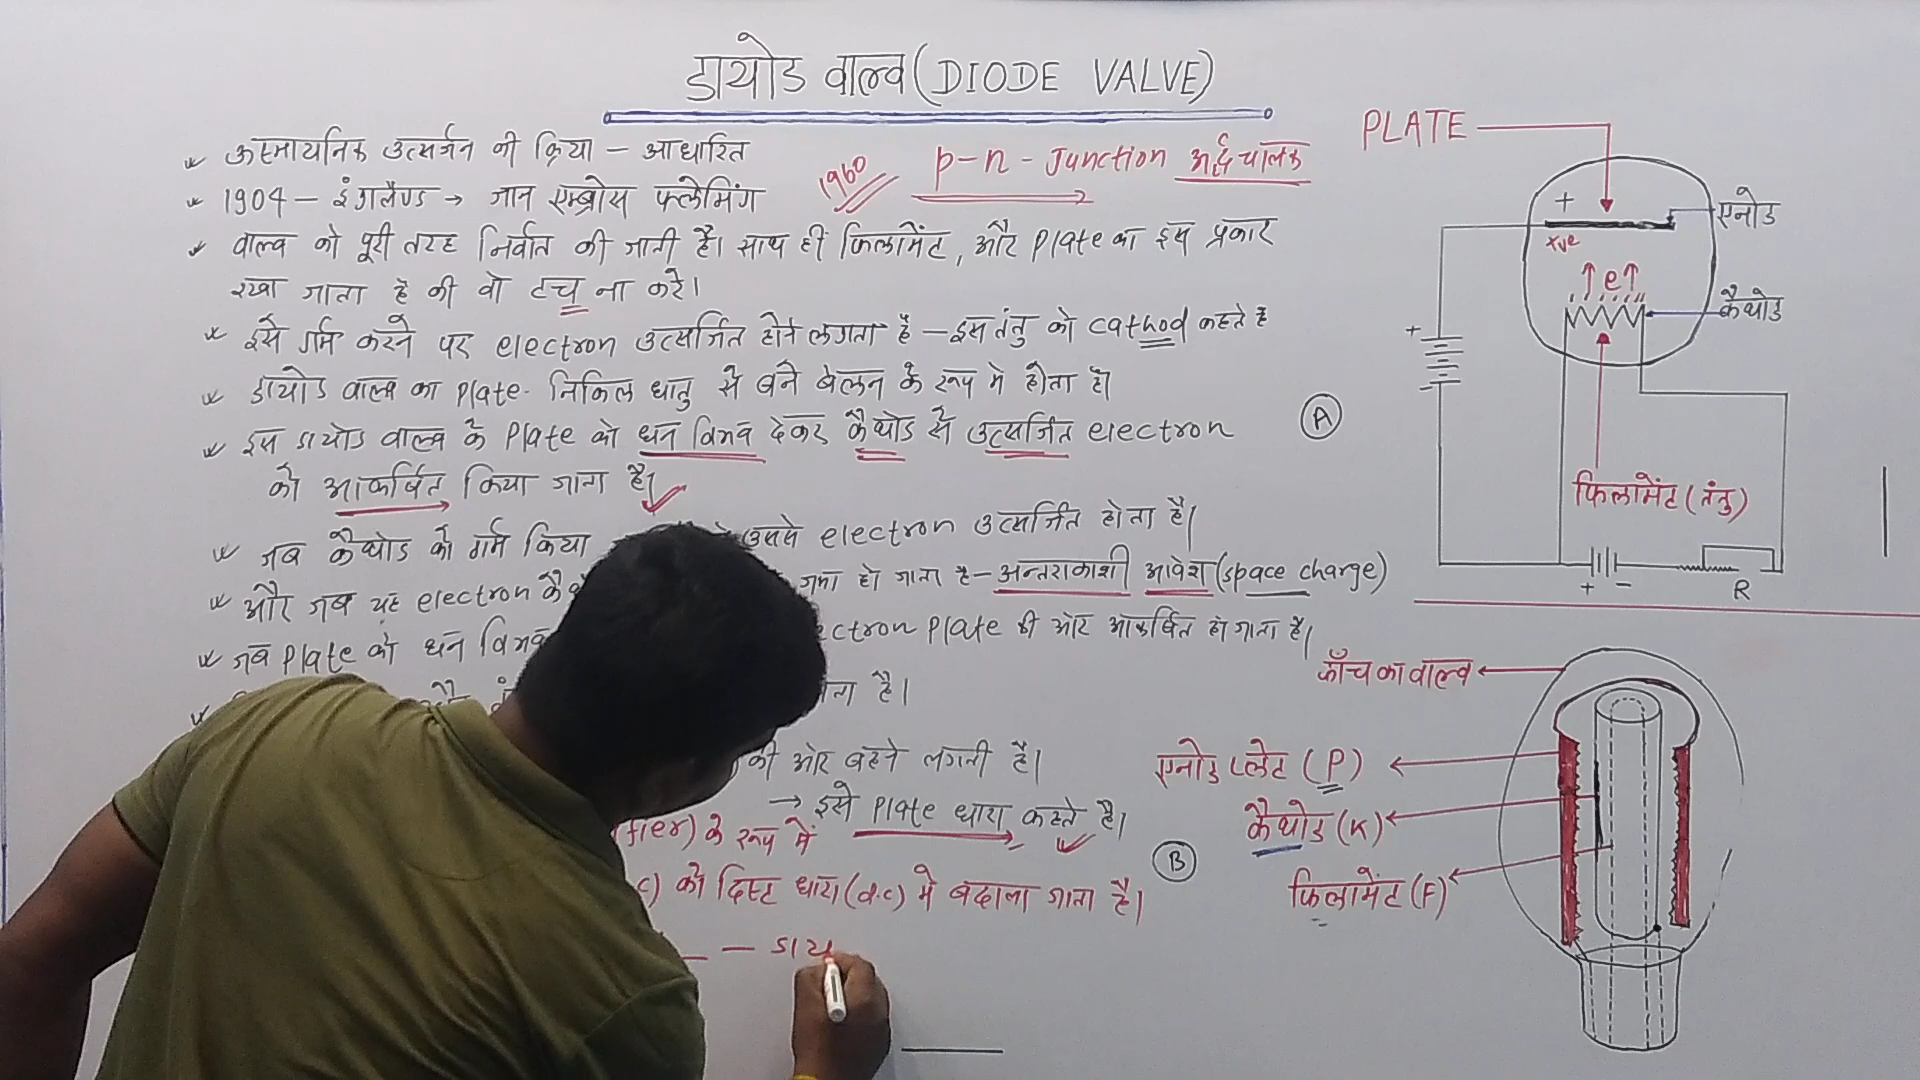 डायोड वाल्व (DIODE VALVE)
ऊष्मायनिक उत्सर्जन की क्रिया – आधारित
1904 – इंगलैण्ड → जान एम्ब्रोस फ्लेमिंग
1960 p-n-Junction अर्द्धचालक
वाल्व को पूरी तरह निर्वात की जाती है। साथ ही फिलामेंट, और Plate का इस प्रकार
रखा जाता है की वो टच ना करे।
इसे गर्म करने पर electron उत्सर्जित होने लगता है – इस तंतु को cathod कहते है
डायोड वाल्व का Plate - निकिल धातु से बने बेलन के रूप मे होता है।
इस डायोड वाल्व के Plate को धन विभव देकर कैथोड से उत्सर्जित electron
को आकर्षित किया जाता है।
जब कैथोड को गर्म किया उससे electron उत्सर्जित होता है।
और जब यह electron जमा हो जाता है – अन्तराकाशी आवेश (space charge)
जब Plate को धन विभव ectron Plate की ओर आकर्षित हो जाता है।
है।
की ओर बहने लगती है।
→ इसे Plate धारा कहते है।
fier) के रूप में
c) को दिष्ट धारा (d.c) मे बदाला जाता है।
– डाय
PLATE
+
+ve
एनोड
e
कैथोड
+
–
फिलामेंट (तंतु)
A
+ –
R
काँच का वाल्व
एनोड प्लेट (P)
कैथोड (K)
फिलामेंट (F)
B